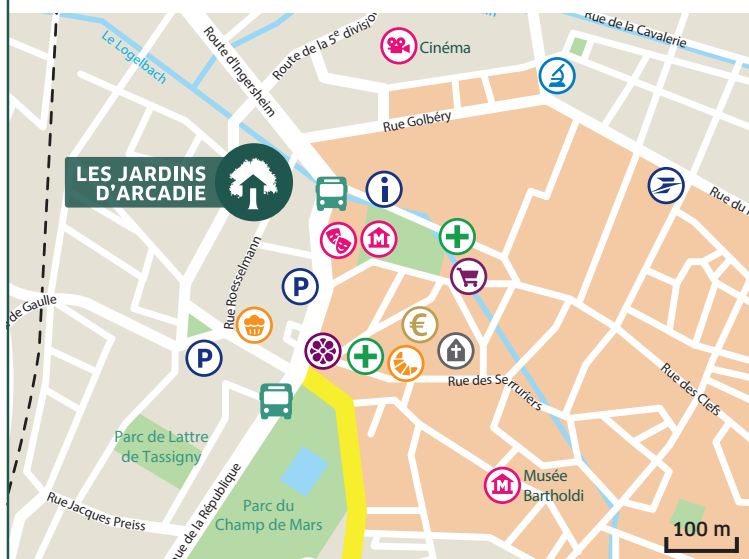 Le Logelbach
Route d'Ingersheim
Route de la 5e division
Cinéma
Rue de la Cavalerie
Rue Golbéry
LES JARDINS
D'ARCADIE
i
Rue du
M
Rue Roesselmann
P
de Gaulle
€
P
Rue des Serruriers
Rue des Clefs
Parc de Lattre
de Tassigny
M
Musée
Bartholdi
Rue Jacques Preiss
que de la République
Parc du
Champ de Mars
100 m